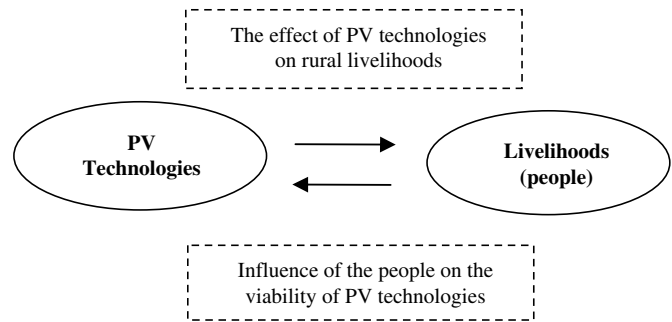 The effect of PV technologies
on rural livelihoods
PV
Technologies
Livelihoods
(people)
Influence of the people on the
viability of PV technologies